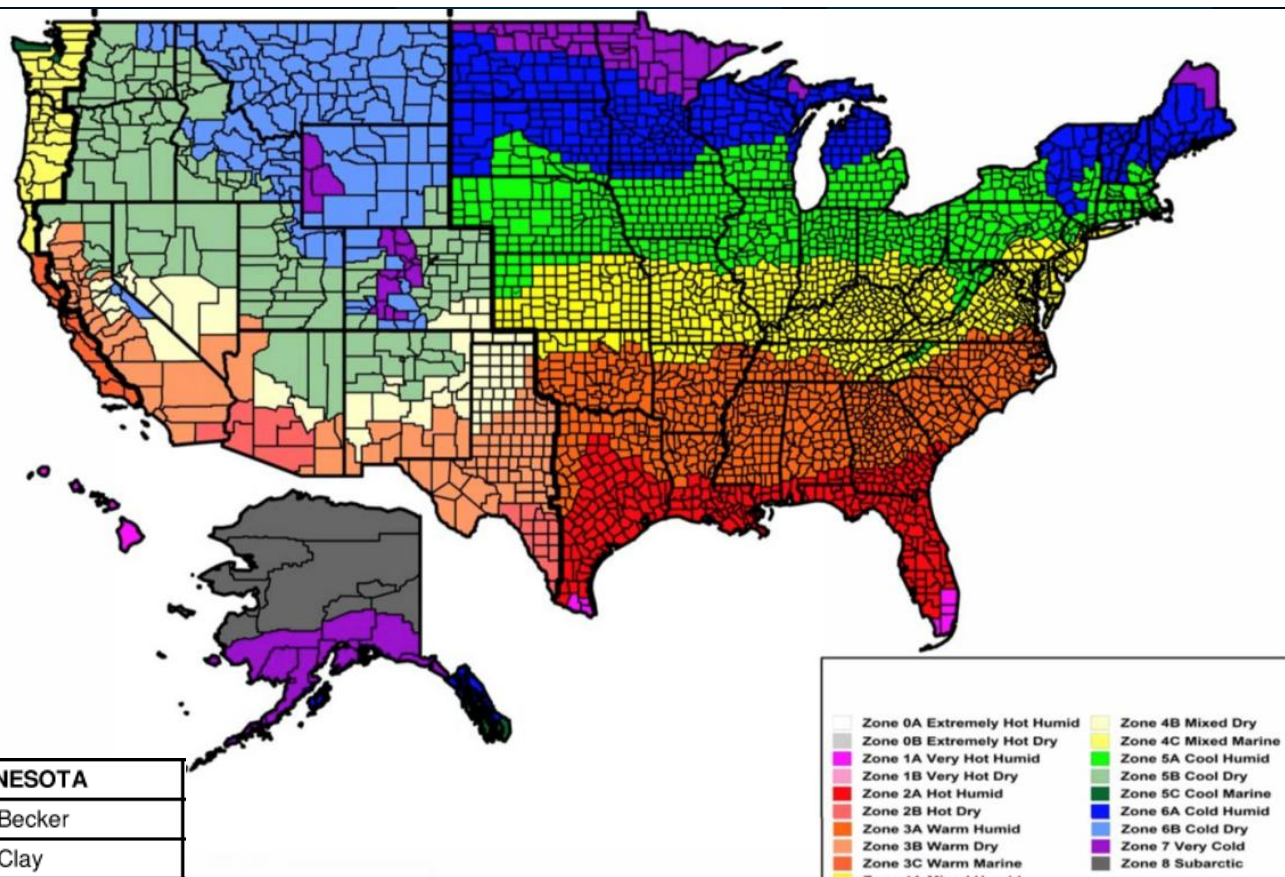 Zone 0A Extremely Hot Humid
Zone 0B Extremely Hot Dry
Zone 1A Very Hot Humid
Zone 1B Very Hot Dry
Zone 2A Hot Humid
Zone 2B Hot Dry
Zone 3A Warm Humid
Zone 3B Warm Dry
Zone 3C Warm Marine
Zone 4B Mixed Dry
Zone 4C Mixed Marine
Zone 5A Cool Humid
Zone 5B Cool Dry
Zone 5C Cool Marine
Zone 6A Cold Humid
Zone 6B Cold Dry
Zone 7 Very Cold
Zone 8 Subarctic
NESOTA
Becker
Clay